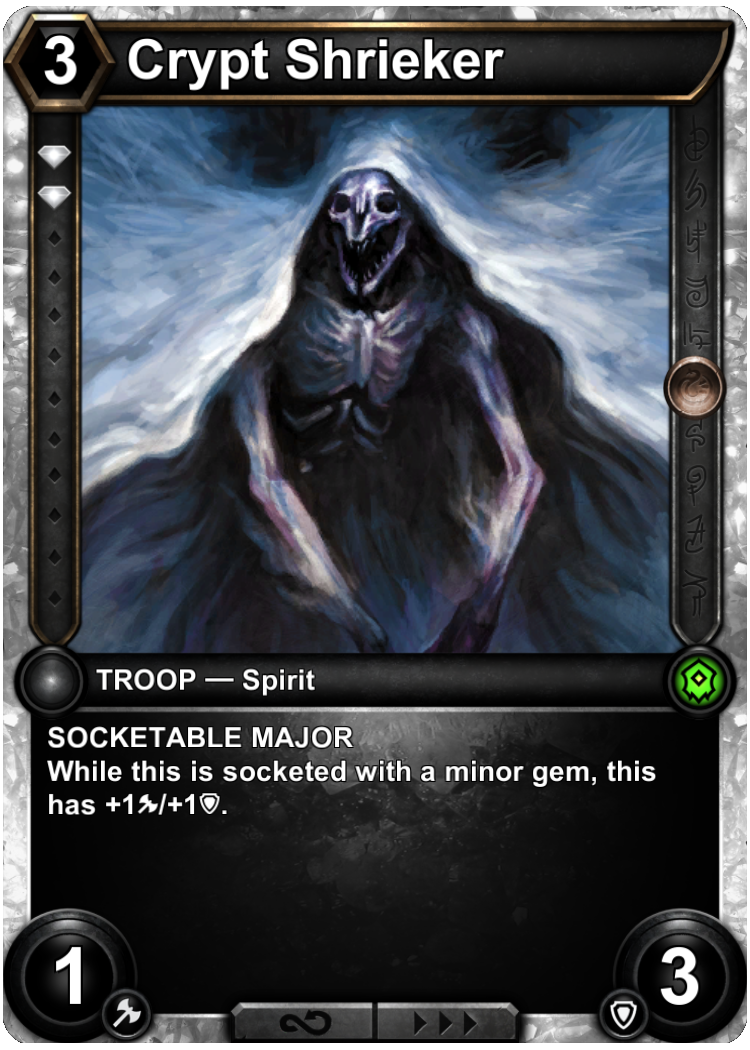 3 Crypt Shrieker
TROOP — Spirit
SOCKETABLE MAJOR
While this is socketed with a minor gem, this
has +1/+1.
1
3